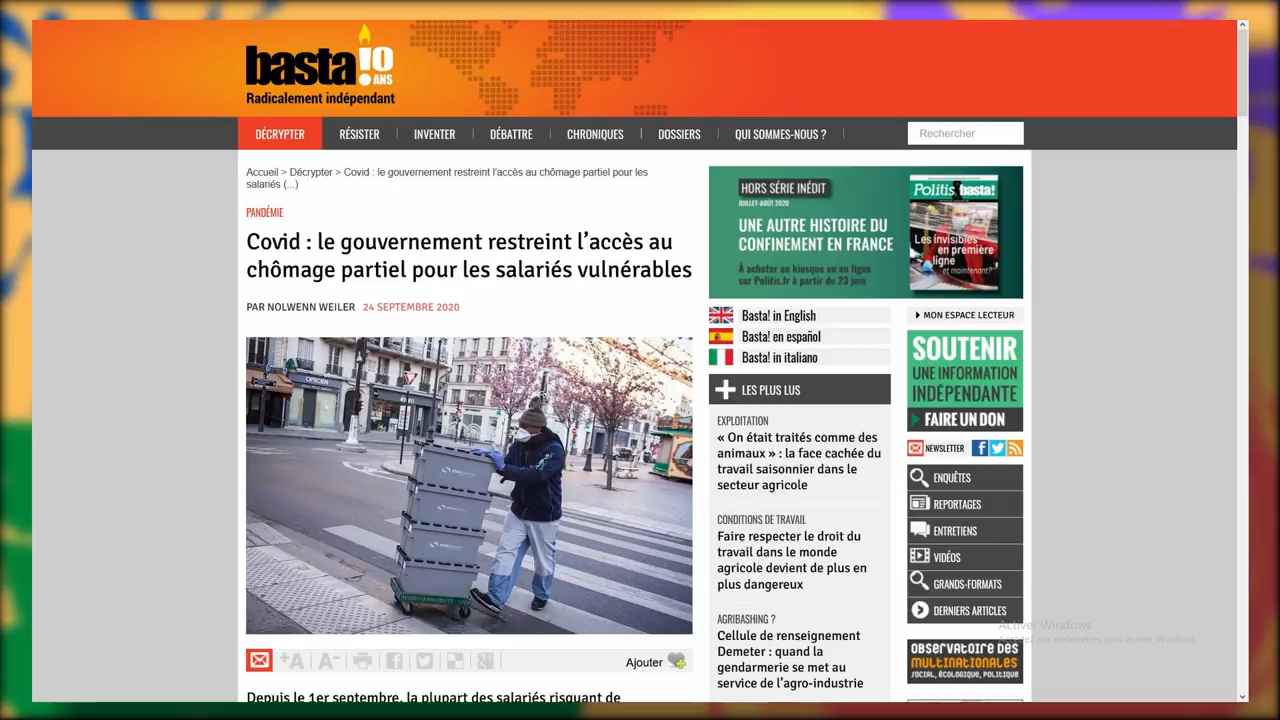 basta!
10
ANS
Radicalement indépendant
DÉCRYPTER
RÉSISTER
INVENTER
DÉBATTRE
CHRONIQUES
DOSSIERS
QUI SOMMES-NOUS ?
Rechercher
Accueil > Décrypter > Covid : le gouvernement restreint l'accès au chômage partiel pour les
salariés (...)
PANDÉMIE
Covid : le gouvernement restreint l'accès au
chômage partiel pour les salariés vulnérables
PAR NOLWENN WEILER 24 SEPTEMBRE 2020
OPTICIEN
+A
A-
Ajouter
Depuis le 1er septembre, la plupart des salariés risquant de
HORS SÉRIE INÉDIT
JUILLET-AOÛT 2020
UNE AUTRE HISTOIRE DU
CONFINEMENT EN FRANCE
À acheter en kiosque ou en ligne
sur Politis.fr à partir du 23 juin
Politis basta!
Les invisibles
en première
ligne
et maintenant?
Basta! in English
Basta! en español
Basta! in italiano
LES PLUS LUS
EXPLOITATION
« On était traités comme des
animaux » : la face cachée du
travail saisonnier dans le
secteur agricole
CONDITIONS DE TRAVAIL
Faire respecter le droit du
travail dans le monde
agricole devient de plus en
plus dangereux
AGRIBASHING ?
Cellule de renseignement
Demeter : quand la
gendarmerie se met au
service de l'agro-industrie
MON ESPACE LECTEUR
SOUTENIR
UNE INFORMATION
INDÉPENDANTE
FAIRE UN DON
NEWSLETTER
ENQUÊTES
REPORTAGES
ENTRETIENS
VIDÉOS
GRANDS-FORMATS
DERNIERS ARTICLES
Activer Windows
Accédez aux paramètres pour activer Windows.
OBSERVATOIRE DES
MULTINATIONALES
SOCIAL, ÉCOLOGIQUE, POLITIQUE